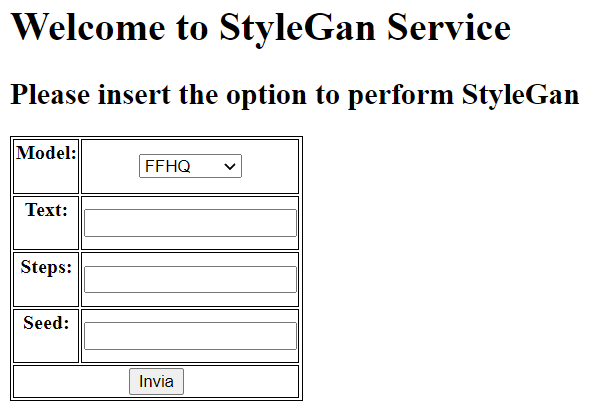 Welcome to StyleGan Service
Please insert the option to perform StyleGan
Model: FFHQ
Text:
Steps:
Seed:
Invia